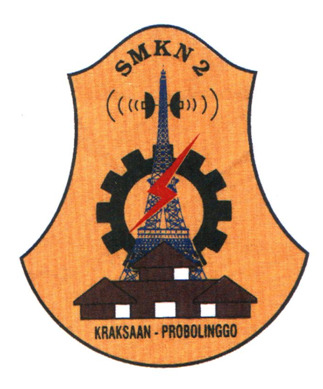 SMKN 2
KRAKSAAN - PROBOLINGGO